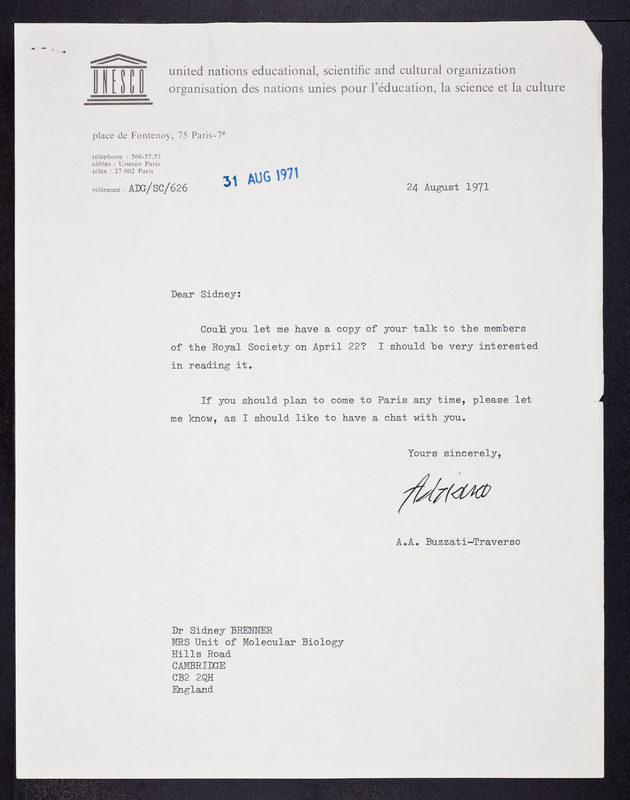 UNESCO
united nations educational, scientific and cultural organization
organisation des nations unies pour l'éducation, la science et la culture
place de Fontenoy, 75 Paris-7e
téléphone : 566-57.57
câbles : Unesco Paris
télex : 27 602 Paris
référence : ADG/SC/626
31 AUG 1971
24 August 1971
Dear Sidney:
Could you let me have a copy of your talk to the members
of the Royal Society on April 22? I should be very interested
in reading it.
If you should plan to come to Paris any time, please let
me know, as I should like to have a chat with you.
Yours sincerely,
Adriano
A.A. Buzzati-Traverso
Dr Sidney BRENNER
MRS Unit of Molecular Biology
Hills Road
CAMBRIDGE
CB2 2QH
England